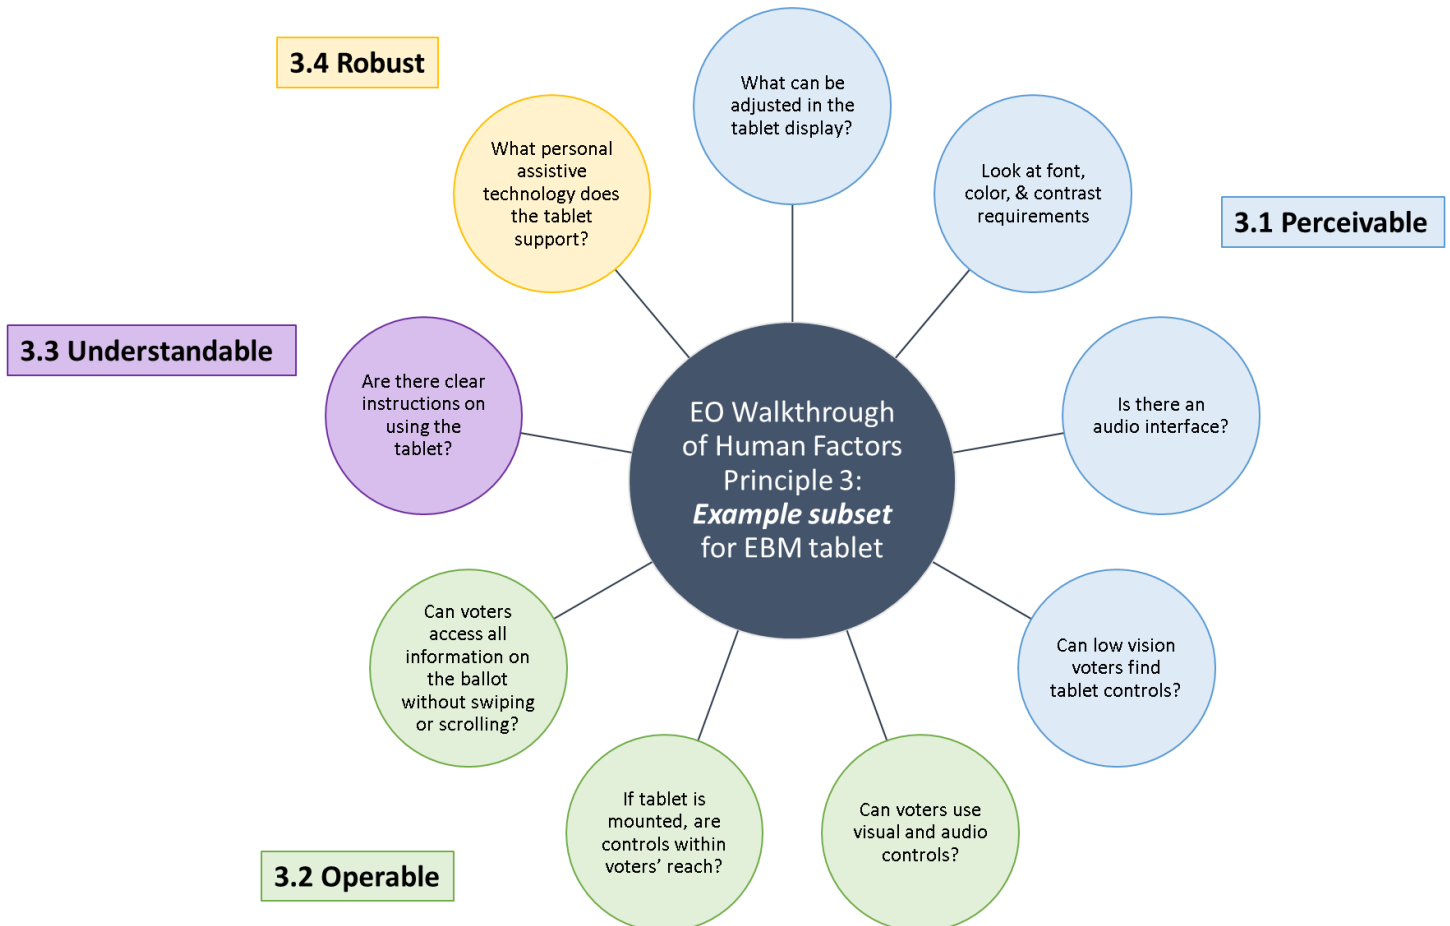 3.4 Robust
What can be
adjusted in the
tablet display?
What personal
assistive
technology does
the tablet
support?
Look at font,
color, & contrast
requirements
3.1 Perceivable
3.3 Understandable
Are there clear
instructions on
using the
tablet?
EO Walkthrough
of Human Factors
Principle 3:
Example subset
for EBM tablet
Is there an
audio interface?
Can voters
access all
information on
the ballot
without swiping
or scrolling?
Can low vision
voters find
tablet controls?
If tablet is
mounted, are
controls within
voters’ reach?
Can voters use
visual and audio
controls?
3.2 Operable